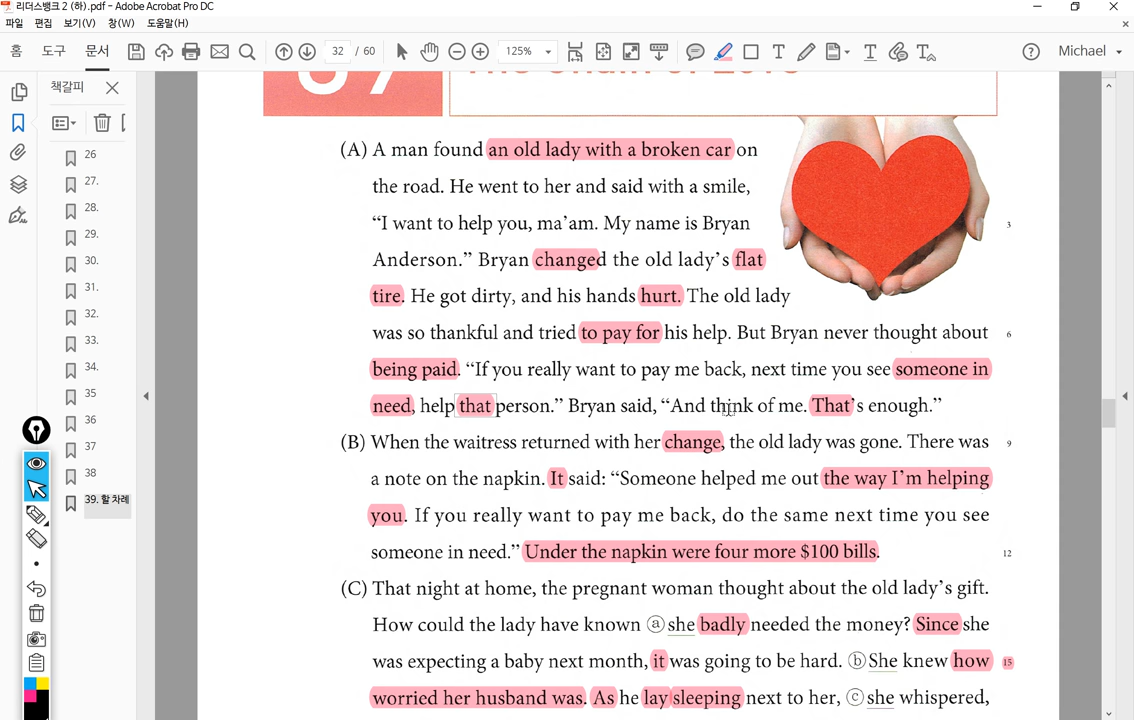 리더스뱅크 2 (하).pdf - Adobe Acrobat Pro DC
파일 편집 보기(V) 창(W) 도움말(H)
홈 도구 문서 32 / 60 125% Michael
책갈피
26
27.
28.
29.
30.
31.
32.
33.
34.
35
36
37
38
39. 할 차례
(A) A man found an old lady with a broken car on
the road. He went to her and said with a smile,
“I want to help you, ma’am. My name is Bryan 3
Anderson.” Bryan changed the old lady’s flat
tire. He got dirty, and his hands hurt. The old lady
was so thankful and tried to pay for his help. But Bryan never thought about 6
being paid. “If you really want to pay me back, next time you see someone in
need, help that person.” Bryan said, “And think of me. That’s enough.”
(B) When the waitress returned with her change, the old lady was gone. There was 9
a note on the napkin. It said: “Someone helped me out the way I’m helping
you. If you really want to pay me back, do the same next time you see
someone in need.” Under the napkin were four more $100 bills. 12
(C) That night at home, the pregnant woman thought about the old lady’s gift.
How could the lady have known ⓐ she badly needed the money? Since she
was expecting a baby next month, it was going to be hard. ⓑ She knew how 15
worried her husband was. As he lay sleeping next to her, ⓒ she whispered,